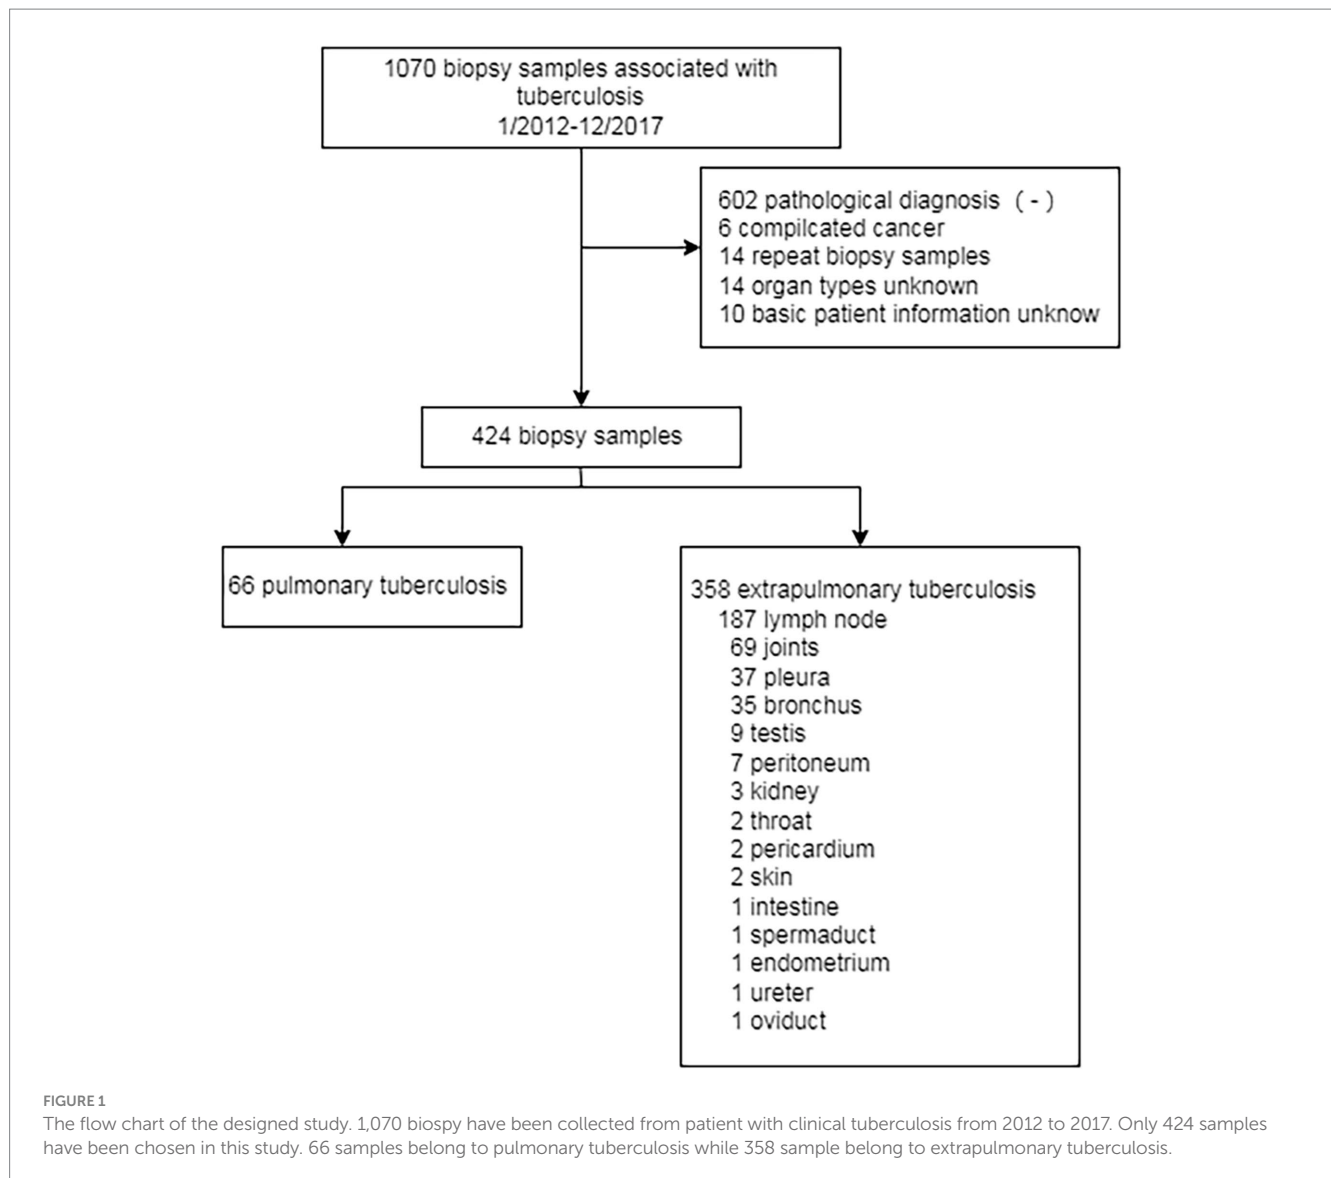 1070 biopsy samples associated with
tuberculosis
1/2012-12/2017
602 pathological diagnosis ( - )
6 compilcated cancer
14 repeat biopsy samples
14 organ types unknown
10 basic patient information unknow
424 biopsy samples
66 pulmonary tuberculosis
358 extrapulmonary tuberculosis
187 lymph node
69 joints
37 pleura
35 bronchus
9 testis
7 peritoneum
3 kidney
2 throat
2 pericardium
2 skin
1 intestine
1 spermaduct
1 endometrium
1 ureter
1 oviduct
FIGURE 1
The flow chart of the designed study. 1,070 biospy have been collected from patient with clinical tuberculosis from 2012 to 2017. Only 424 samples
have been chosen in this study. 66 samples belong to pulmonary tuberculosis while 358 sample belong to extrapulmonary tuberculosis.